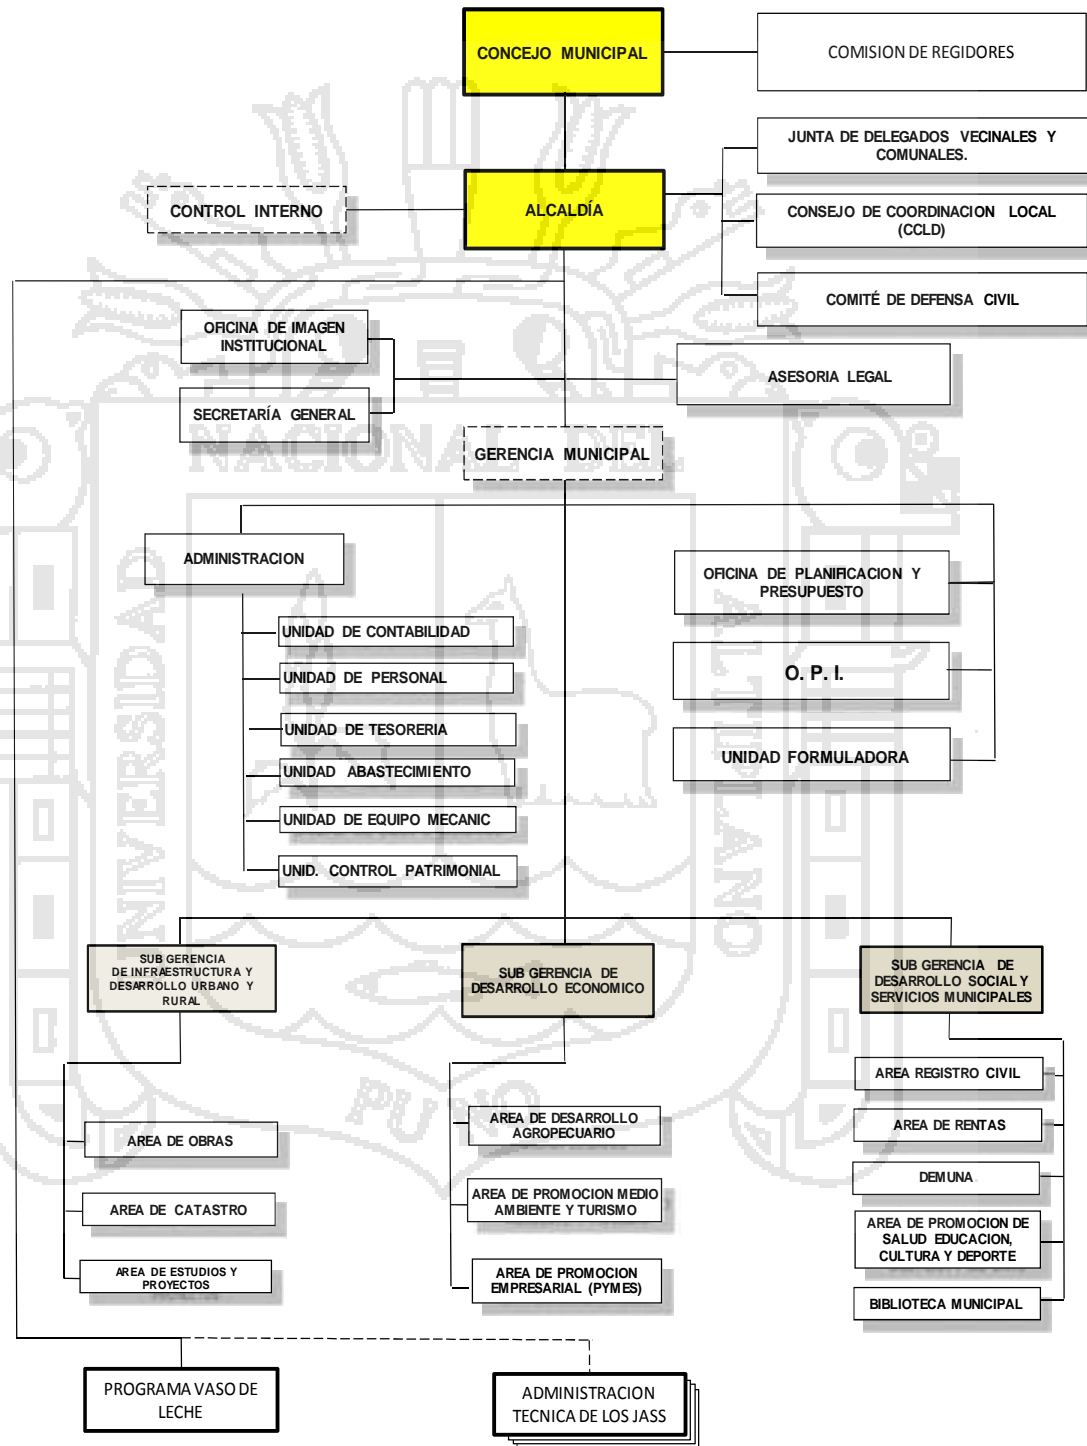 CONCEJO MUNICIPAL
COMISION DE REGIDORES
JUNTA DE DELEGADOS VECINALES Y
COMUNALES.
CONTROL INTERNO
ALCALDÍA
CONSEJO DE COORDINACION LOCAL
(CCLD)
COMITÉ DE DEFENSA CIVIL
OFICINA DE IMAGEN
INSTITUCIONAL
ASESORIA LEGAL
SECRETARÍA GENERAL
GERENCIA MUNICIPAL
ADMINISTRACION
OFICINA DE PLANIFICACION Y
PRESUPUESTO
UNIDAD DE CONTABILIDAD
UNIDAD DE PERSONAL
O. P. I.
UNIDAD DE TESORERIA
UNIDAD FORMULADORA
UNIDAD ABASTECIMIENTO
UNIDAD DE EQUIPO MECANIC
UNID. CONTROL PATRIMONIAL
SUB GERENCIA
DE INFRAESTRUCTURA Y
DESARROLLO URBANO Y
RURAL
SUB GERENCIA DE
DESARROLLO ECONOMICO
SUB GERENCIA DE
DESARROLLO SOCIAL Y
SERVICIOS MUNICIPALES
AREA DE OBRAS
AREA DE CATASTRO
AREA DE ESTUDIOS Y
PROYECTOS
AREA DE DESARROLLO
AGROPECUARIO
AREA DE PROMOCION MEDIO
AMBIENTE Y TURISMO
AREA DE PROMOCION
EMPRESARIAL (PYMES)
AREA REGISTRO CIVIL
AREA DE RENTAS
DEMUNA
AREA DE PROMOCION DE
SALUD EDUCACION,
CULTURA Y DEPORTE
BIBLIOTECA MUNICIPAL
PROGRAMA VASO DE
LECHE
ADMINISTRACION
TECNICA DE LOS JASS
UNIVERSIDAD
NACIONAL DEL
ALTIPLANO
PUNO